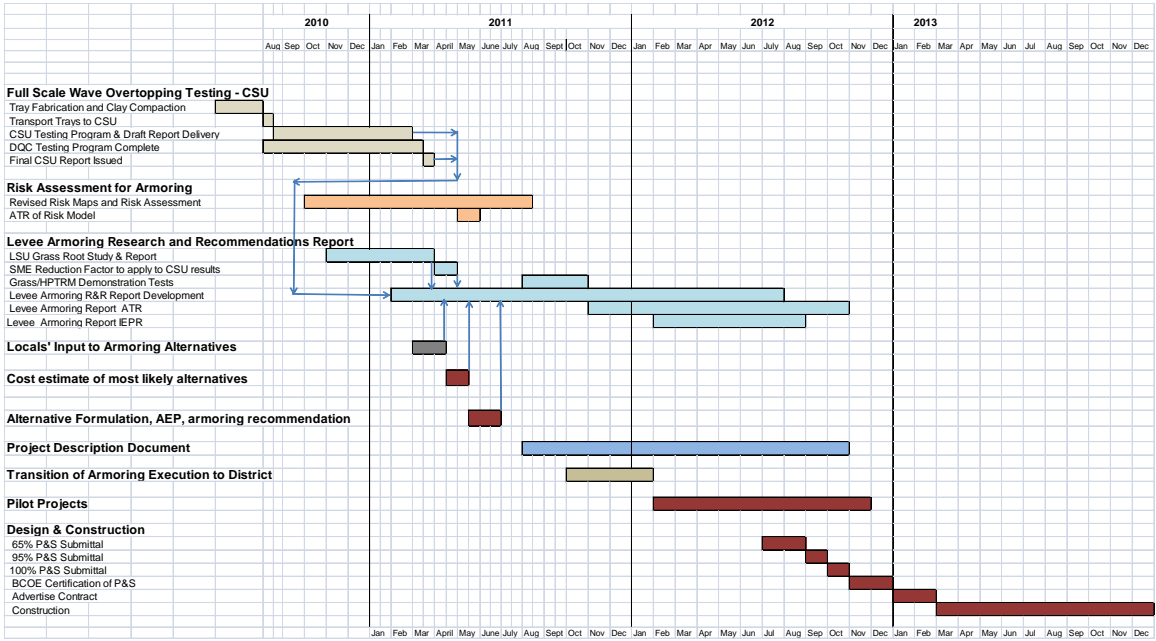 2010 2011 2012 2013
Aug Sep Oct Nov Dec Jan Feb Mar April May June July Aug Sept Oct Nov Dec Jan Feb Mar Apr May Jun Jul Aug Sep Oct Nov Dec Jan Feb Mar Apr May Jun Jul Aug Sep Oct Nov Dec
Full Scale Wave Overtopping Testing - CSU
Tray Fabrication and Clay Compaction
Transport Trays to CSU
CSU Testing Program & Draft Report Delivery
DQC Testing Program Complete
Final CSU Report Issued
Risk Assessment for Armoring
Revised Risk Maps and Risk Assessment
ATR of Risk Model
Levee Armoring Research and Recommendations Report
LSU Grass Root Study & Report
SME Reduction Factor to apply to CSU results
Grass/HPTRM Demonstration Tests
Levee Armoring R&R Report Development
Levee Armoring Report ATR
Levee Armoring Report IEPR
Locals' Input to Armoring Alternatives
Cost estimate of most likely alternatives
Alternative Formulation, AEP, armoring recommendation
Project Description Document
Transition of Armoring Execution to District
Pilot Projects
Design & Construction
65% P&S Submittal
95% P&S Submittal
100% P&S Submittal
BCOE Certification of P&S
Advertise Contract
Construction
Jan Feb Mar April May June July Aug Sept Oct Nov Dec Jan Feb Mar Apr May Jun Jul Aug Sep Oct Nov Dec Jan Feb Mar Apr May Jun Jul Aug Sep Oct Nov Dec